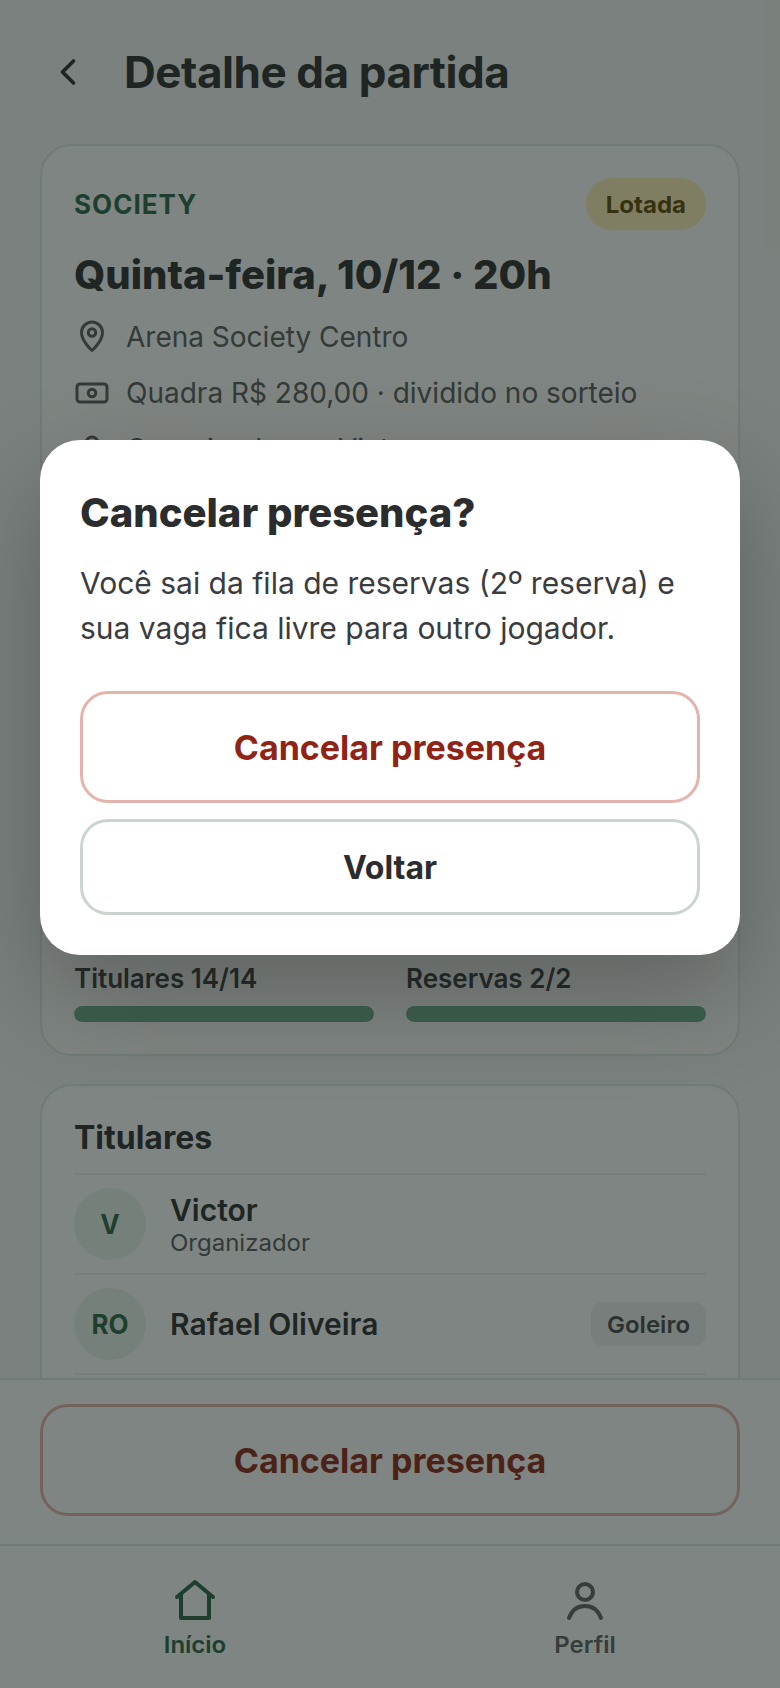 Detalhe da partida
SOCIETY
Lotada
Quinta-feira, 10/12 · 20h
Arena Society Centro
Quadra R$ 280,00 · dividido no sorteio
Cancelar presença?
Você sai da fila de reservas (2º reserva) e
sua vaga fica livre para outro jogador.
Cancelar presença
Voltar
Titulares 14/14
Reservas 2/2
Titulares
V
Victor
Organizador
RO
Rafael Oliveira
Goleiro
Cancelar presença
Início
Perfil